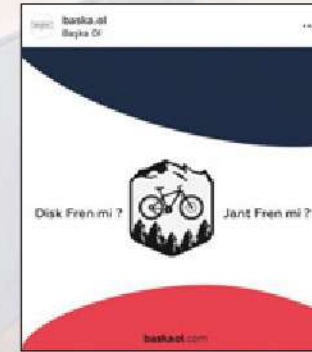 baska.ol
Başka Ol
Disk Fren mi ?
Jant Fren mi ?
baskaol.com